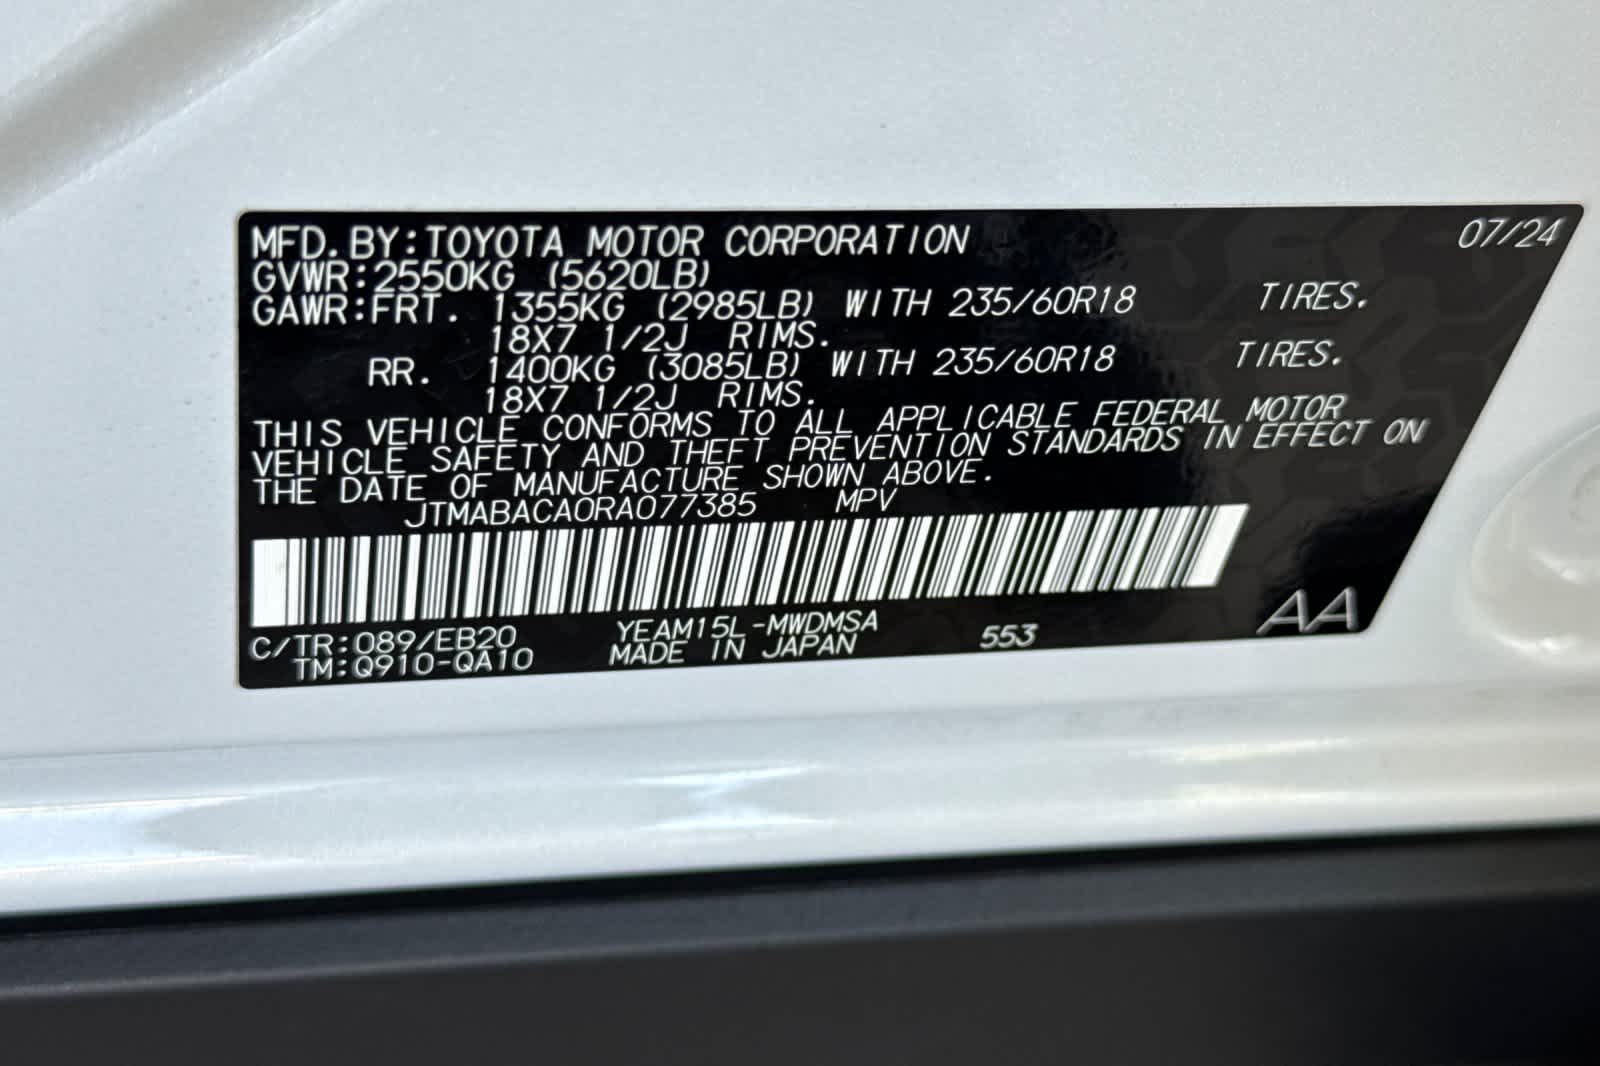 MFD. BY: TOYOTA MOTOR CORPORATION 07/24
GVWR: 2550KG (5620LB)
GAWR: FRT. 1355KG (2985LB) WITH 235/60R18 TIRES.
18X7 1/2J RIMS.
RR. 1400KG (3085LB) WITH 235/60R18 TIRES.
18X7 1/2J RIMS.
THIS VEHICLE CONFORMS TO ALL APPLICABLE FEDERAL MOTOR
VEHICLE SAFETY AND THEFT PREVENTION STANDARDS IN EFFECT ON
THE DATE OF MANUFACTURE SHOWN ABOVE.
JTMABACA0RA077385 MPV
C/TR: 089/EB20 YEAM15L-MWDMSA 553 AA
TM: Q910-QA10 MADE IN JAPAN